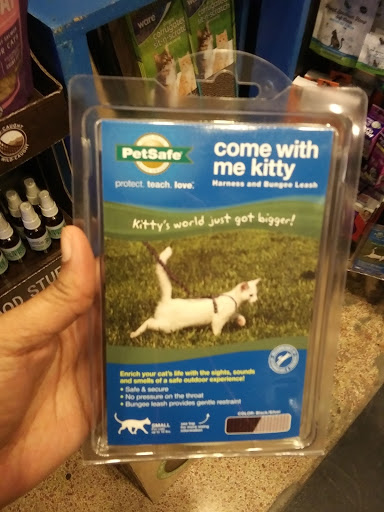 ware
corrugate
PetSafe
protect. teach. love.
come with
me kitty
Harness and Bungee Leash
Kitty's world just got bigger!
Enrich your cat's life with the sights, sounds
and smells of a safe outdoor experience!
• Safe & secure
• No pressure on the throat
• Bungee leash provides gentle restraint
SMALL
COLOR: Black/Silver